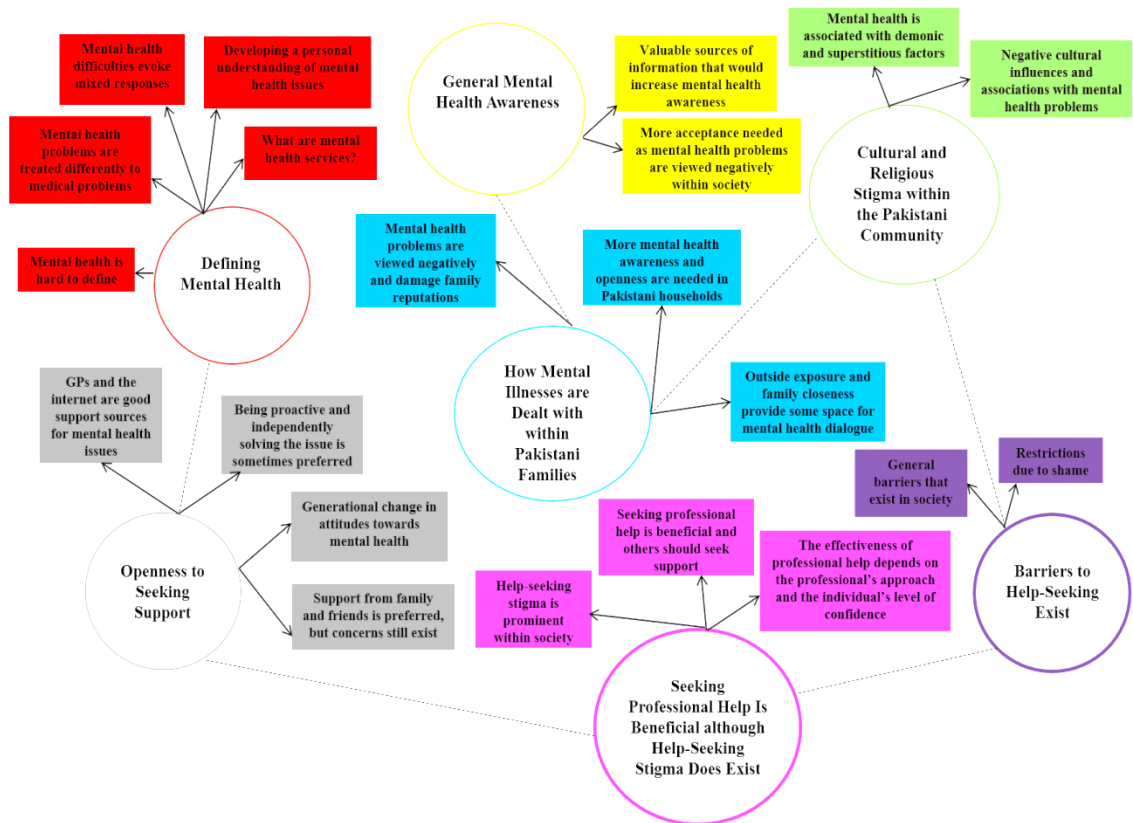 Mental health
difficulties evoke
mixed responses
Developing a personal
understanding of mental
health issues
Mental health
problems are
treated differently to
medical problems
What are mental
health services?
Mental health is
hard to define
Defining
Mental Health
General Mental
Health Awareness
Valuable sources of
information that would
increase mental health
awareness
More acceptance needed
as mental health problems
are viewed negatively
within society
Mental health is
associated with demonic
and superstitious factors
Negative cultural
influences and
associations with mental
health problems
Cultural and
Religious
Stigma within
the Pakistani
Community
Mental health
problems are
viewed negatively
and damage family
reputations
More mental health
awareness and
openness are needed in
Pakistani households
How Mental
Illnesses are
Dealt with
within
Pakistani
Families
Outside exposure and
family closeness
provide some space for
mental health dialogue
GPs and the
internet are good
support sources
for mental health
issues
Being proactive and
independently
solving the issue is
sometimes preferred
Generational change in
attitudes towards
mental health
Support from family
and friends is preferred,
but concerns still exist
Openness to
Seeking
Support
Help-seeking
stigma is
prominent
within society
Seeking professional
help is beneficial and
others should seek
support
The effectiveness of
professional help depends on
the professional's approach
and the individual's level of
confidence
Seeking
Professional Help Is
Beneficial although
Help-Seeking
Stigma Does Exist
General
barriers that
exist in society
Restrictions
due to shame
Barriers to
Help-Seeking
Exist